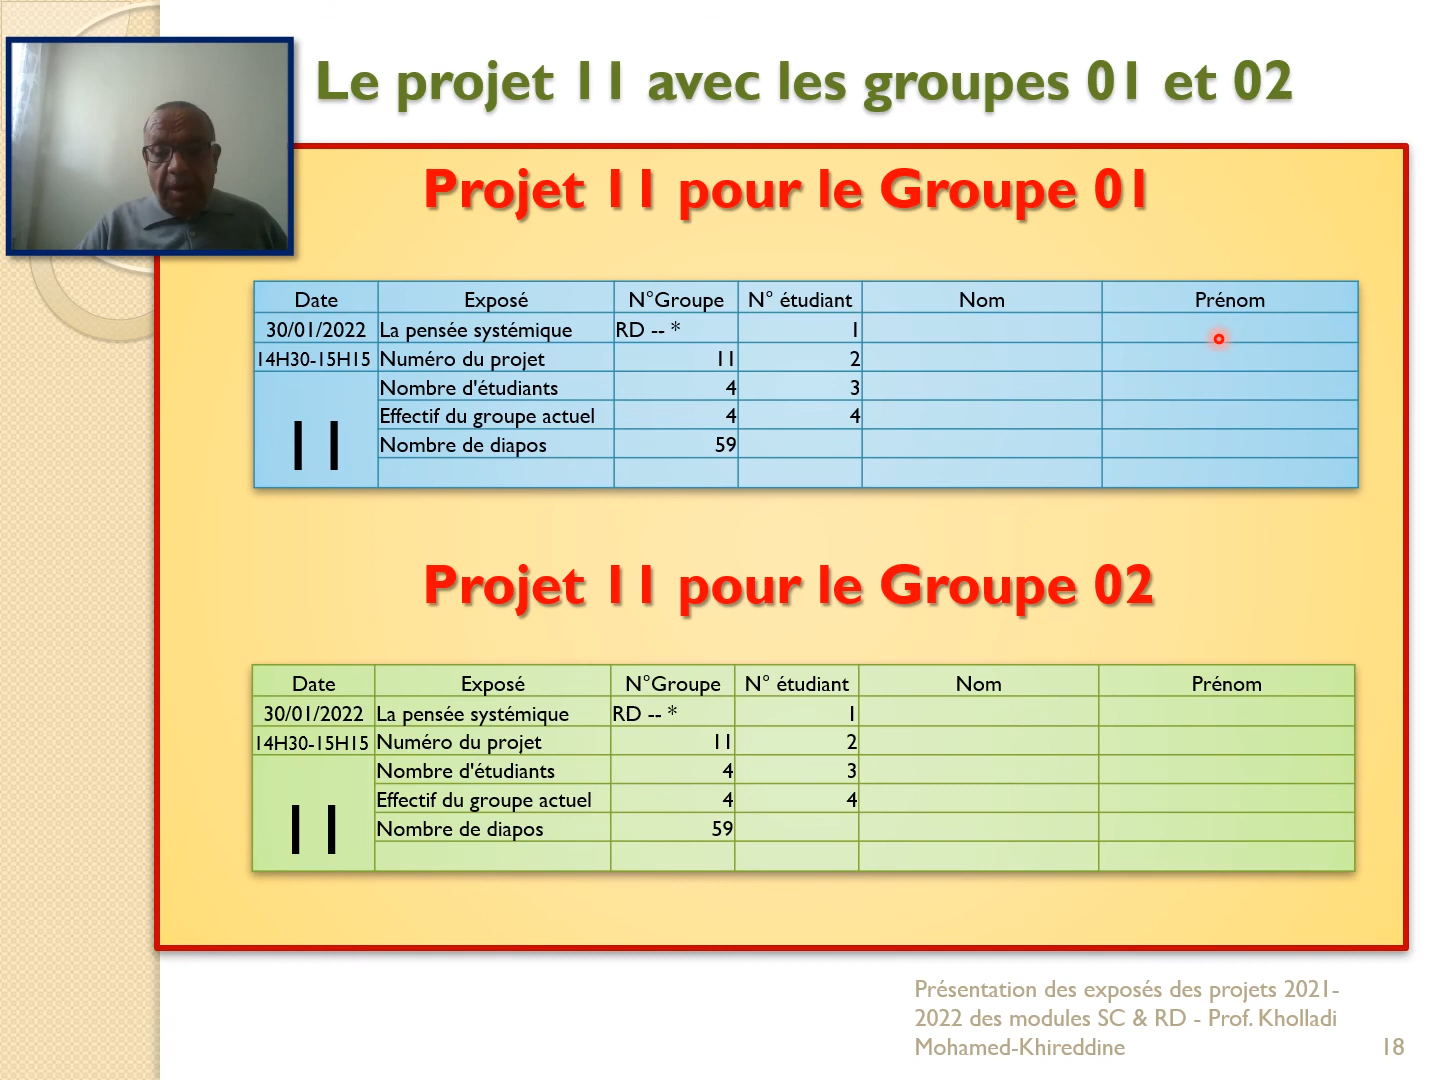 Le projet 11 avec les groupes 01 et 02
Projet 11 pour le Groupe 01
Date Exposé N°Groupe N° étudiant Nom Prénom
30/01/2022 La pensée systémique RD -- * 1
14H30-15H15 Numéro du projet 11 2
Nombre d'étudiants 4 3
Effectif du groupe actuel 4 4
11
Nombre de diapos 59
Projet 11 pour le Groupe 02
Date Exposé N°Groupe N° étudiant Nom Prénom
30/01/2022 La pensée systémique RD -- * 1
14H30-15H15 Numéro du projet 11 2
Nombre d'étudiants 4 3
Effectif du groupe actuel 4 4
11
Nombre de diapos 59
Présentation des exposés des projets 2021-
2022 des modules SC & RD - Prof. Kholladi
Mohamed-Khireddine 18